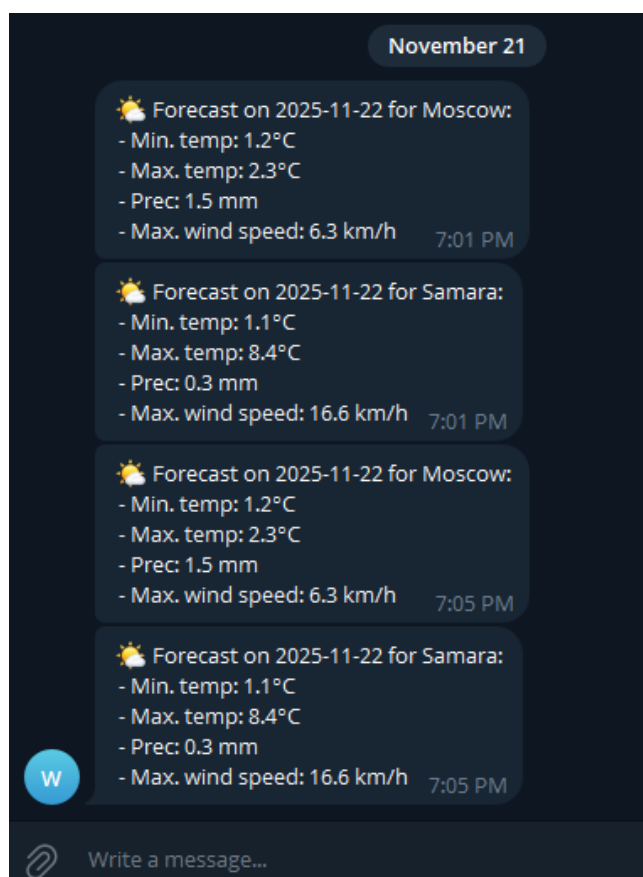 November 21
🌤️ Forecast on 2025-11-22 for Moscow:
- Min. temp: 1.2°C
- Max. temp: 2.3°C
- Prec: 1.5 mm
- Max. wind speed: 6.3 km/h 7:01 PM
🌤️ Forecast on 2025-11-22 for Samara:
- Min. temp: 1.1°C
- Max. temp: 8.4°C
- Prec: 0.3 mm
- Max. wind speed: 16.6 km/h 7:01 PM
🌤️ Forecast on 2025-11-22 for Moscow:
- Min. temp: 1.2°C
- Max. temp: 2.3°C
- Prec: 1.5 mm
- Max. wind speed: 6.3 km/h 7:05 PM
🌤️ Forecast on 2025-11-22 for Samara:
- Min. temp: 1.1°C
- Max. temp: 8.4°C
- Prec: 0.3 mm
- Max. wind speed: 16.6 km/h 7:05 PM
W
Write a message...